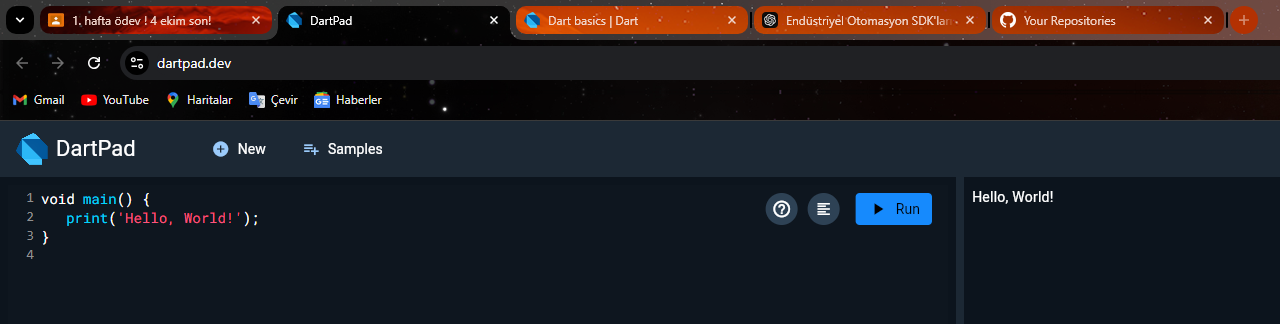 1. hafta ödev ! 4 ekim son!
DartPad
Dart basics | Dart
Endüstriyel Otomasyon SDK'ları
Your Repositories
dartpad.dev
Gmail
YouTube
Haritalar
Çevir
Haberler
DartPad
New
Samples
1 void main() {
2 print('Hello, World!');
3 }
4
Run
Hello, World!